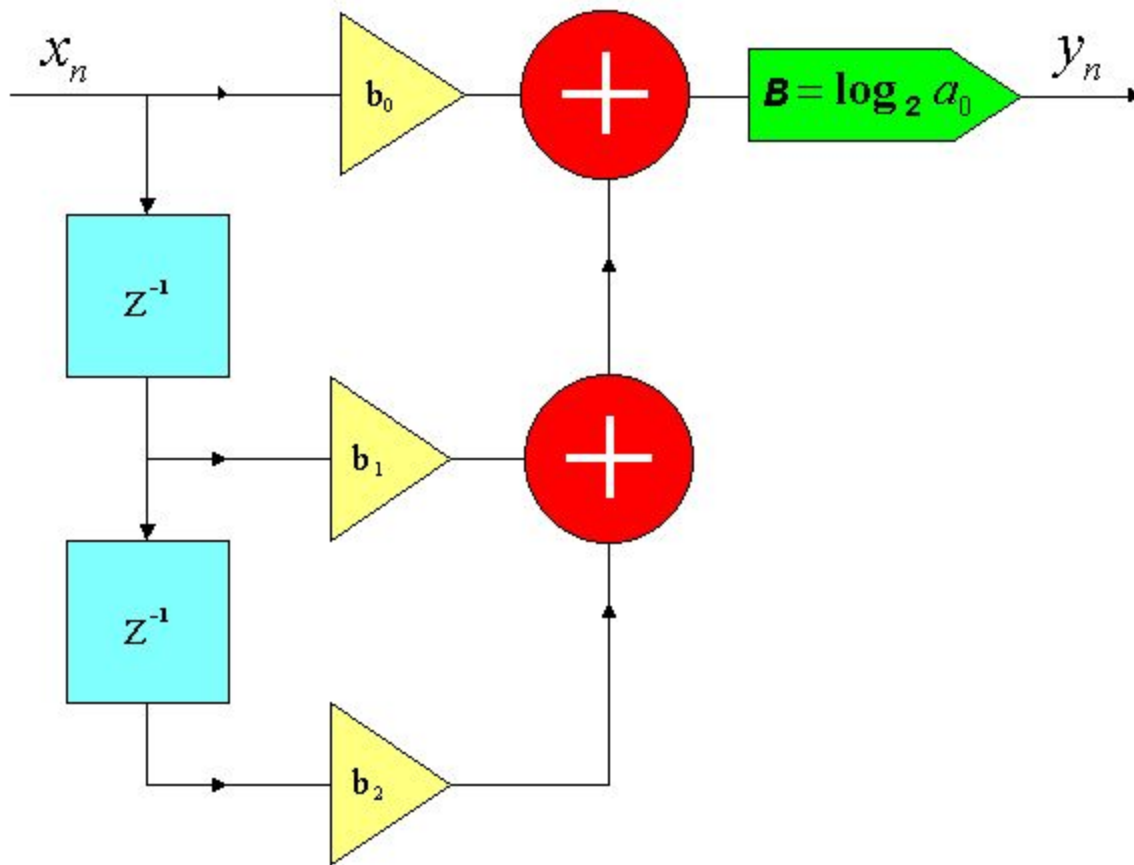 xₙ
b₀
B = log₂ a₀
yₙ
Z⁻¹
b₁
Z⁻¹
b₂